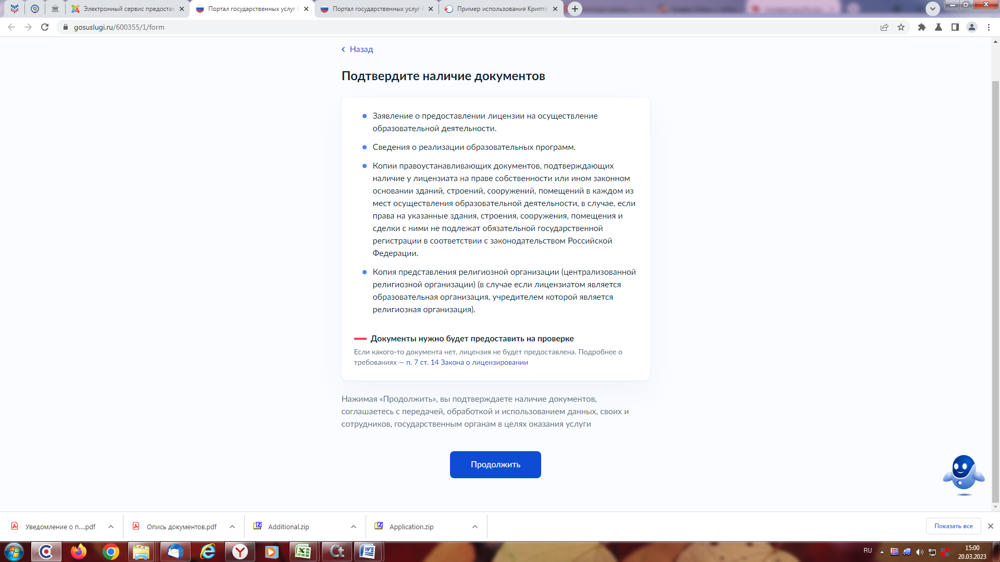 Электронный сервис предостав
Портал государственных услуг
Портал государственных услуг
Пример использования Крипто
gosuslugi.ru/600355/1/form
Назад
Подтвердите наличие документов
Заявление о предоставлении лицензии на осуществление
образовательной деятельности.
Сведения о реализации образовательных программ.
Копии правоустанавливающих документов, подтверждающих
наличие у лицензиата на праве собственности или ином законном
основании зданий, строений, сооружений, помещений в каждом из
мест осуществления образовательной деятельности, в случае, если
права на указанные здания, строения, сооружения, помещения и
сделки с ними не подлежат обязательной государственной
регистрации в соответствии с законодательством Российской
Федерации.
Копия представления религиозной организации (централизованной
религиозной организации) (в случае если лицензиатом является
образовательная организация, учредителем которой является
религиозная организация).
Документы нужно будет предоставить на проверке
Если какого-то документа нет, лицензия не будет предоставлена. Подробнее о
требованиях — п. 7 ст. 14 Закона о лицензировании
Нажимая «Продолжить», вы подтверждаете наличие документов,
соглашаетесь с передачей, обработкой и использованием данных, своих и
сотрудников, государственным органам в целях оказания услуги
Продолжить
Уведомление о п....pdf
Опись документов.pdf
Additional.zip
Application.zip
Показать все
RU
15:00
20.03.2023